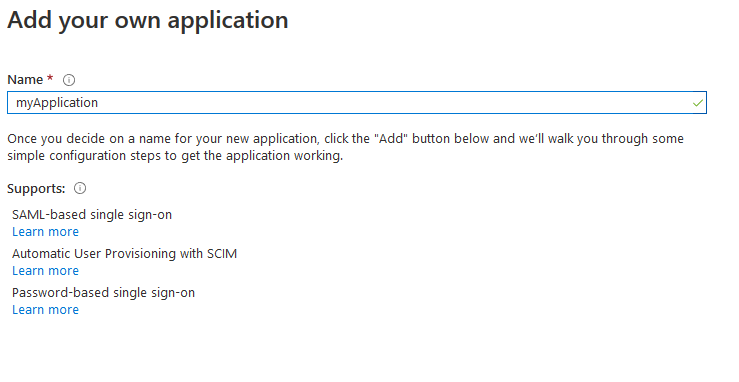 Add your own application
Name *
myApplication
Once you decide on a name for your new application, click the "Add" button below and we'll walk you through some
simple configuration steps to get the application working.
Supports:
SAML-based single sign-on
Learn more
Automatic User Provisioning with SCIM
Learn more
Password-based single sign-on
Learn more